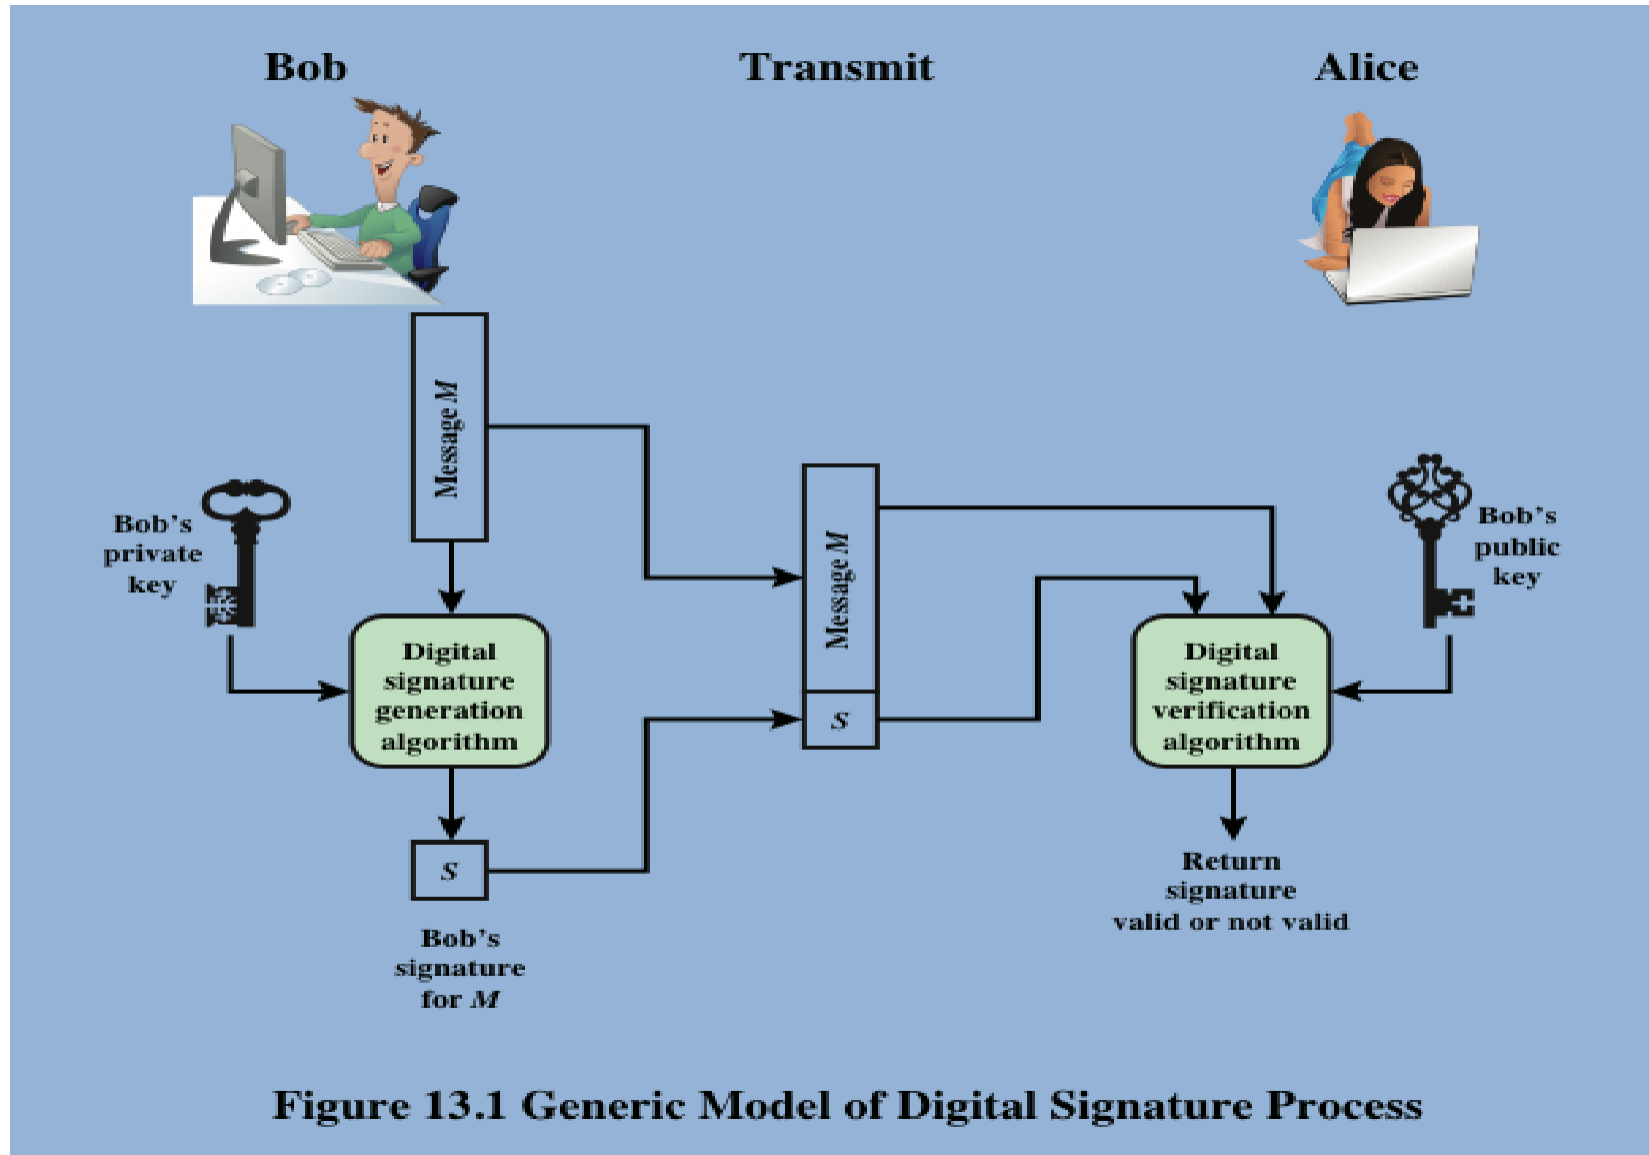 Bob
Transmit
Alice
Message M
Bob's
private
key
Message M
S
Bob's
public
key
Digital
signature
generation
algorithm
Digital
signature
verification
algorithm
S
Bob's
signature
for M
Return
signature
valid or not valid
Figure 13.1 Generic Model of Digital Signature Process